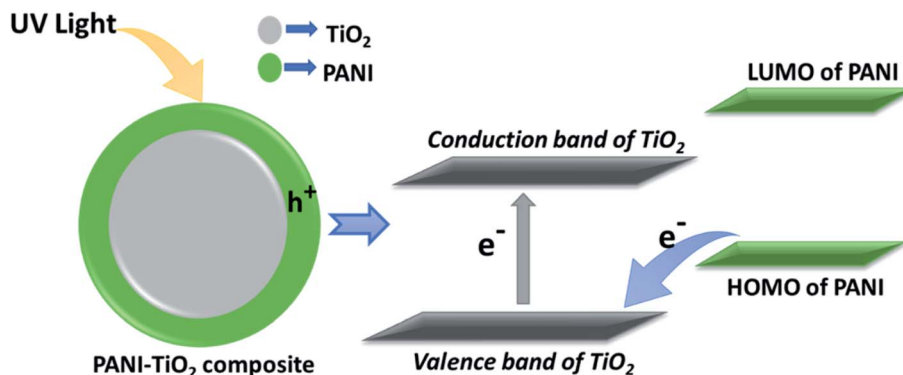 UV Light
TiO₂
PANI
h⁺
PANI-TiO₂ composite
LUMO of PANI
Conduction band of TiO₂
e⁻
e⁻
HOMO of PANI
Valence band of TiO₂